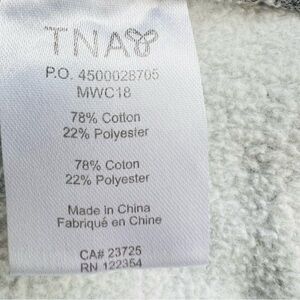 TNA
P.O. 4500028705
MWC18
78% Cotton
22% Polyester
78% Coton
22% Polyester
Made in China
Fabriqué en Chine
CA# 23725
RN 122354